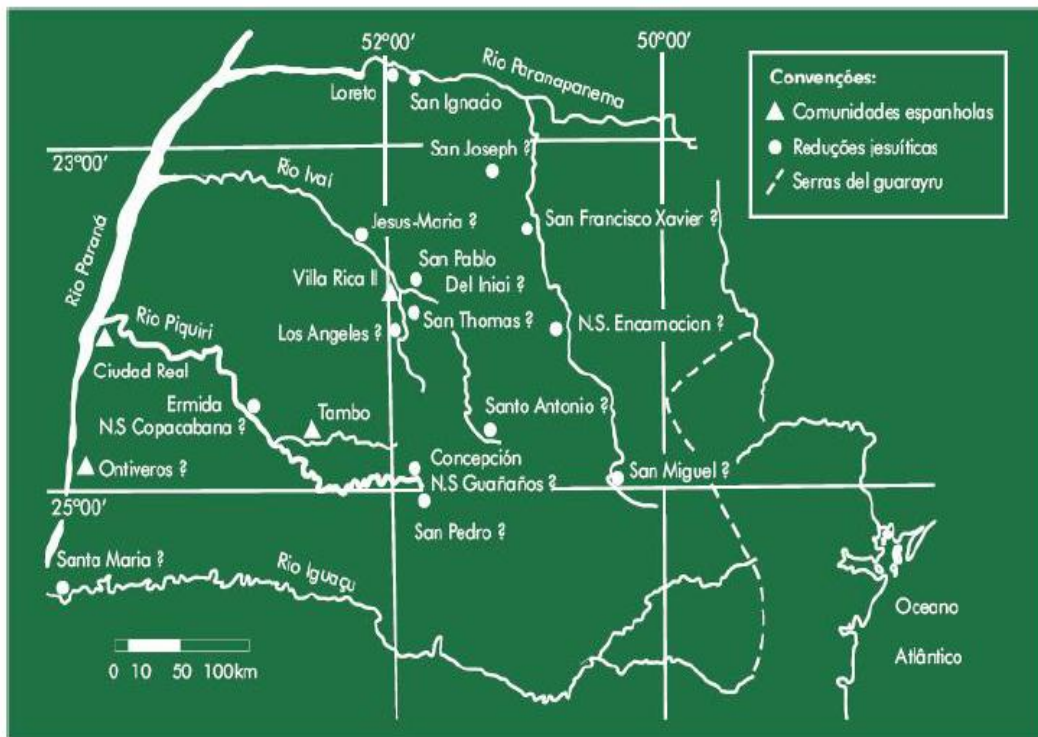 52°00'
50°00'
Rio Paranapanema
Loreto
San Ignacio
Convenções:
Comunidades espanholas
Reduções jesuíticas
Serras del guarayru
23°00'
San Joseph ?
Rio Ivaí
Jesus-Maria ?
San Francisco Xavier ?
Rio Paraná
San Pablo
Del Iniai ?
Villa Rica II
San Thomas ?
Los Angeles ?
N.S. Encarnacion ?
Rio Piquiri
Ciudad Real
Ermida
N.S Copacabana ?
Tambo
Santo Antonio ?
Ontiveros ?
Concepción
N.S Guañaños ?
San Miguel ?
25°00'
San Pedro ?
Santa Maria ?
Rio Iguaçu
0 10 50 100km
Oceano
Atlântico